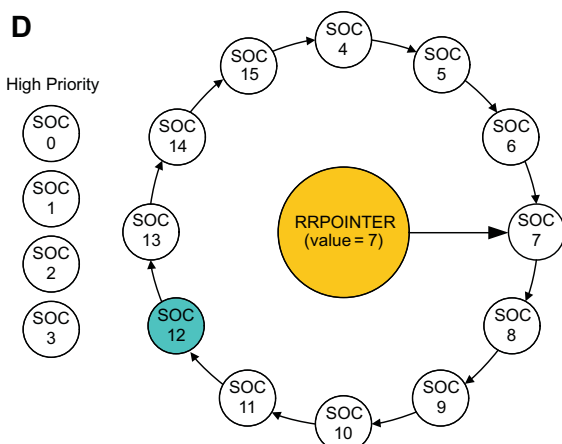 D
High Priority
SOC
0
SOC
1
SOC
2
SOC
3
SOC
4
SOC
5
SOC
6
SOC
7
SOC
8
SOC
9
SOC
10
SOC
11
SOC
12
SOC
13
SOC
14
SOC
15
RRPOINTER
(value = 7)